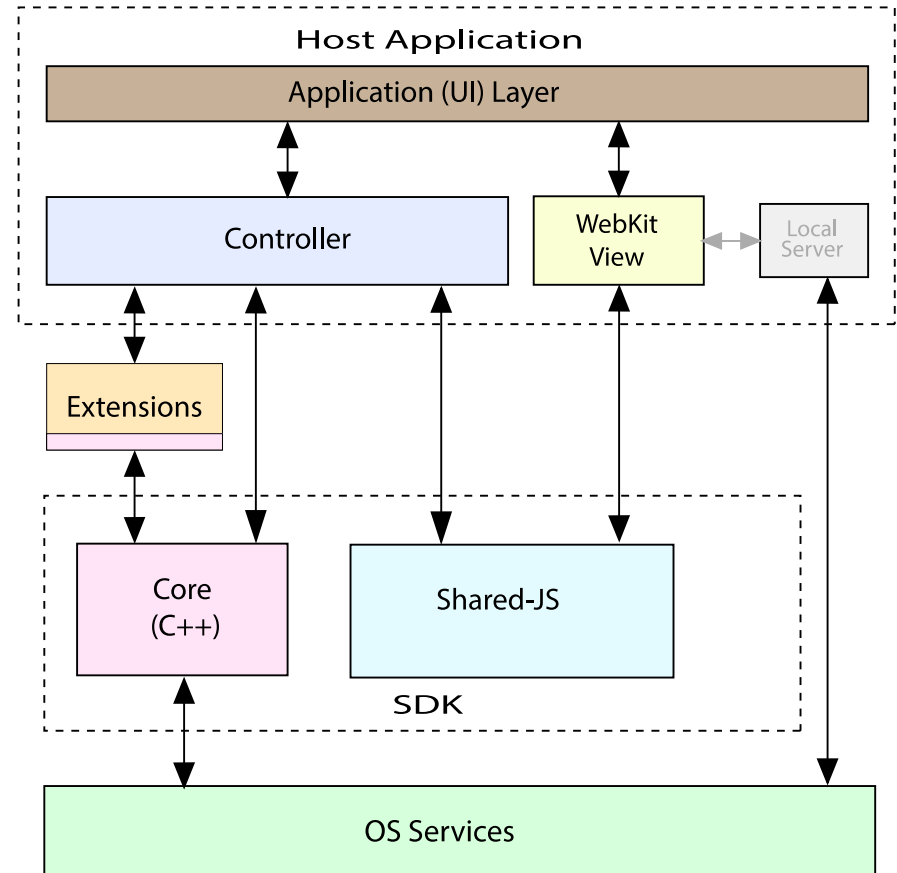 Host Application
Application (UI) Layer
Controller
WebKit
View
Local
Server
Extensions
Core
(C++)
Shared-JS
SDK
OS Services